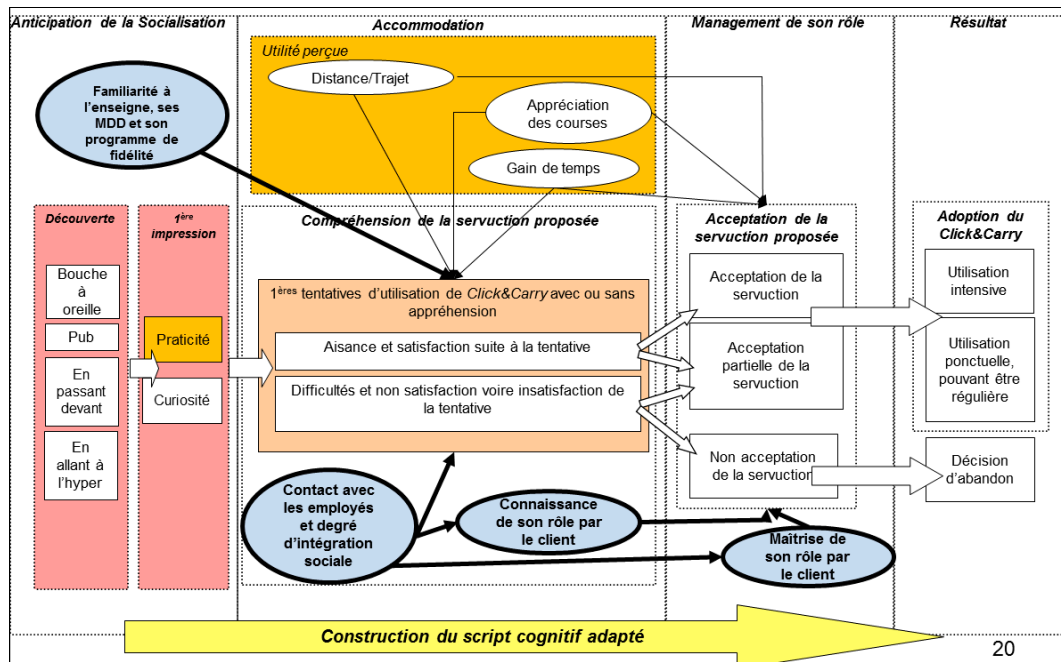 Anticipation de la Socialisation
Accommodation
Management de son rôle
Résultat
Utilité perçue
Distance/Trajet
Appréciation
des courses
Gain de temps
Familiarité à
l'enseigne, ses
MDD et son
programme de
fidélité
Découverte
Bouche
à
oreille
Pub
En
passant
devant
En
allant à
l'hyper
1ère
impression
Praticité
Curiosité
Compréhension de la servuction proposée
1ères tentatives d'utilisation de Click&Carry avec ou sans
appréhension
Aisance et satisfaction suite à la tentative
Difficultés et non satisfaction voire insatisfaction de
la tentative
Contact avec
les employés
et degré
d'intégration
sociale
Connaissance
de son rôle par
le client
Acceptation de la
servuction proposée
Acceptation de la
servuction
Acceptation
partielle de la
servuction
Non acceptation
de la servuction
Maîtrise de
son rôle par
le client
Adoption du
Click&Carry
Utilisation
intensive
Utilisation
ponctuelle,
pouvant être
régulière
Décision
d'abandon
Construction du script cognitif adapté
20